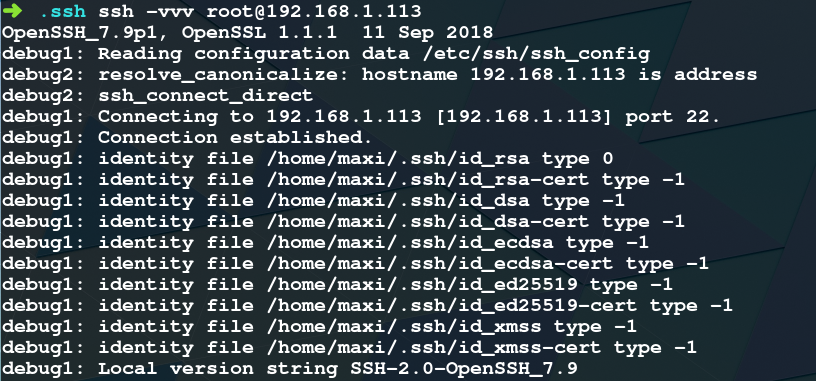 ➜ .ssh ssh -vvv root@192.168.1.113
OpenSSH_7.9p1, OpenSSL 1.1.1  11 Sep 2018
debug1: Reading configuration data /etc/ssh/ssh_config
debug2: resolve_canonicalize: hostname 192.168.1.113 is address
debug2: ssh_connect_direct
debug1: Connecting to 192.168.1.113 [192.168.1.113] port 22.
debug1: Connection established.
debug1: identity file /home/maxi/.ssh/id_rsa type 0
debug1: identity file /home/maxi/.ssh/id_rsa-cert type -1
debug1: identity file /home/maxi/.ssh/id_dsa type -1
debug1: identity file /home/maxi/.ssh/id_dsa-cert type -1
debug1: identity file /home/maxi/.ssh/id_ecdsa type -1
debug1: identity file /home/maxi/.ssh/id_ecdsa-cert type -1
debug1: identity file /home/maxi/.ssh/id_ed25519 type -1
debug1: identity file /home/maxi/.ssh/id_ed25519-cert type -1
debug1: identity file /home/maxi/.ssh/id_xmss type -1
debug1: identity file /home/maxi/.ssh/id_xmss-cert type -1
debug1: Local version string SSH-2.0-OpenSSH_7.9